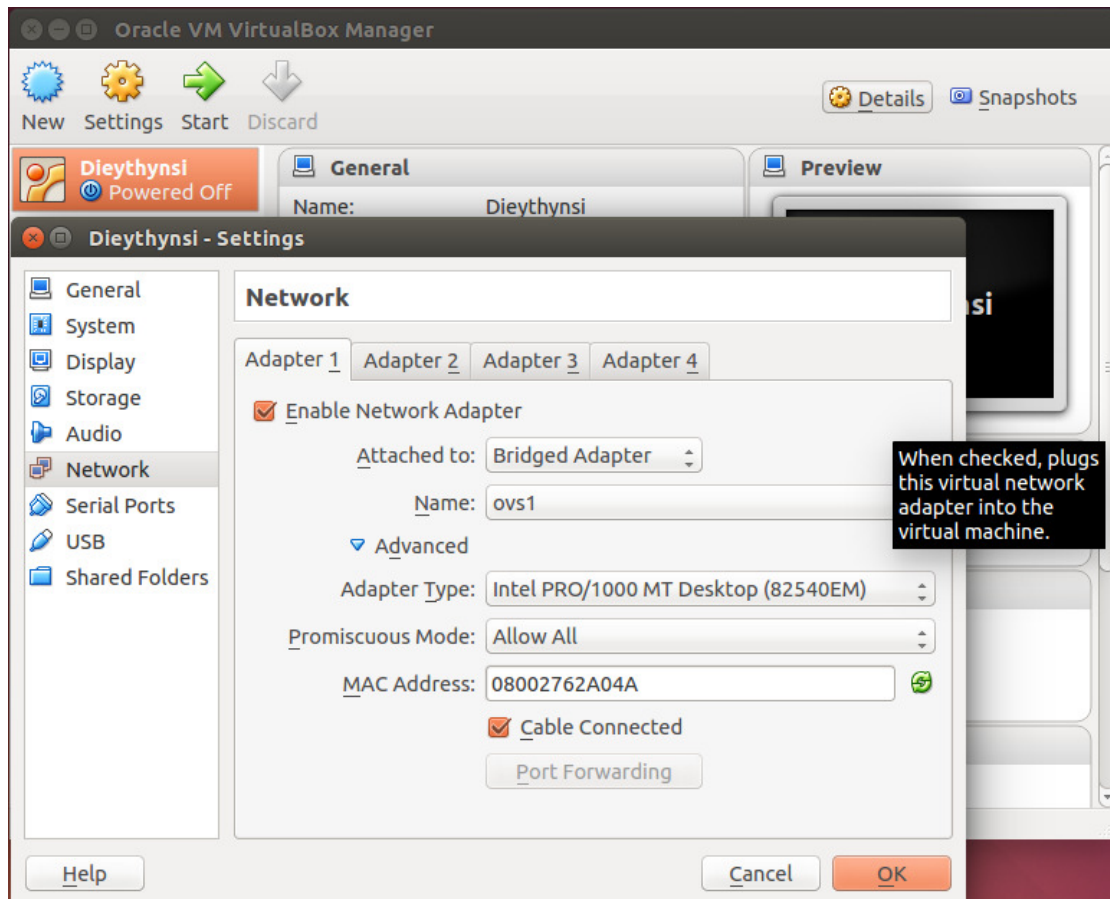 Oracle VM VirtualBox Manager
New Settings Start Discard
Details Snapshots
Dieythynsi
Powered Off
General
Name: Dieythynsi
Preview
si
Dieythynsi - Settings
General
System
Display
Storage
Audio
Network
Serial Ports
USB
Shared Folders
Network
Adapter 1 Adapter 2 Adapter 3 Adapter 4
Enable Network Adapter
Attached to: Bridged Adapter
Name: ovs1
Advanced
Adapter Type: Intel PRO/1000 MT Desktop (82540EM)
Promiscuous Mode: Allow All
MAC Address: 08002762A04A
Cable Connected
Port Forwarding
When checked, plugs
this virtual network
adapter into the
virtual machine.
Help Cancel OK